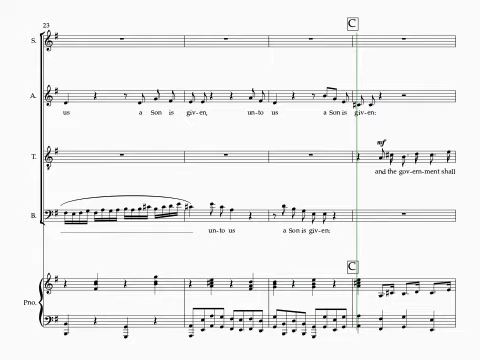 23
C
S.
A.
us a Son is giv-en, un-to us a Son is giv-en:
mf
T.
and the gov-ern-ment shall
B.
un-to us a Son is giv-en:
C
Pno.